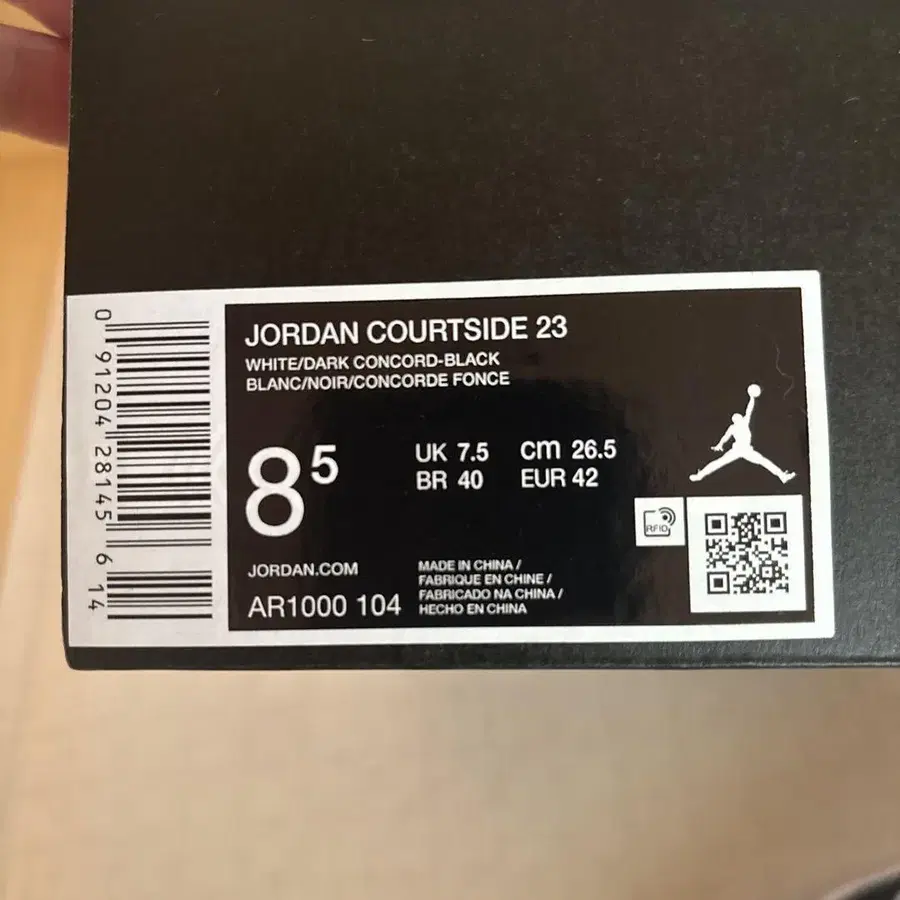 JORDAN COURTSIDE 23
WHITE/DARK CONCORD-BLACK
BLANC/NOIR/CONCORDE FONCE
8 5
UK 7.5 cm 26.5
BR 40 EUR 42
RFID
JORDAN.COM
AR1000 104
MADE IN CHINA /
FABRIQUE EN CHINE /
FABRICADO NA CHINA /
HECHO EN CHINA
0 91204 28145 6 14